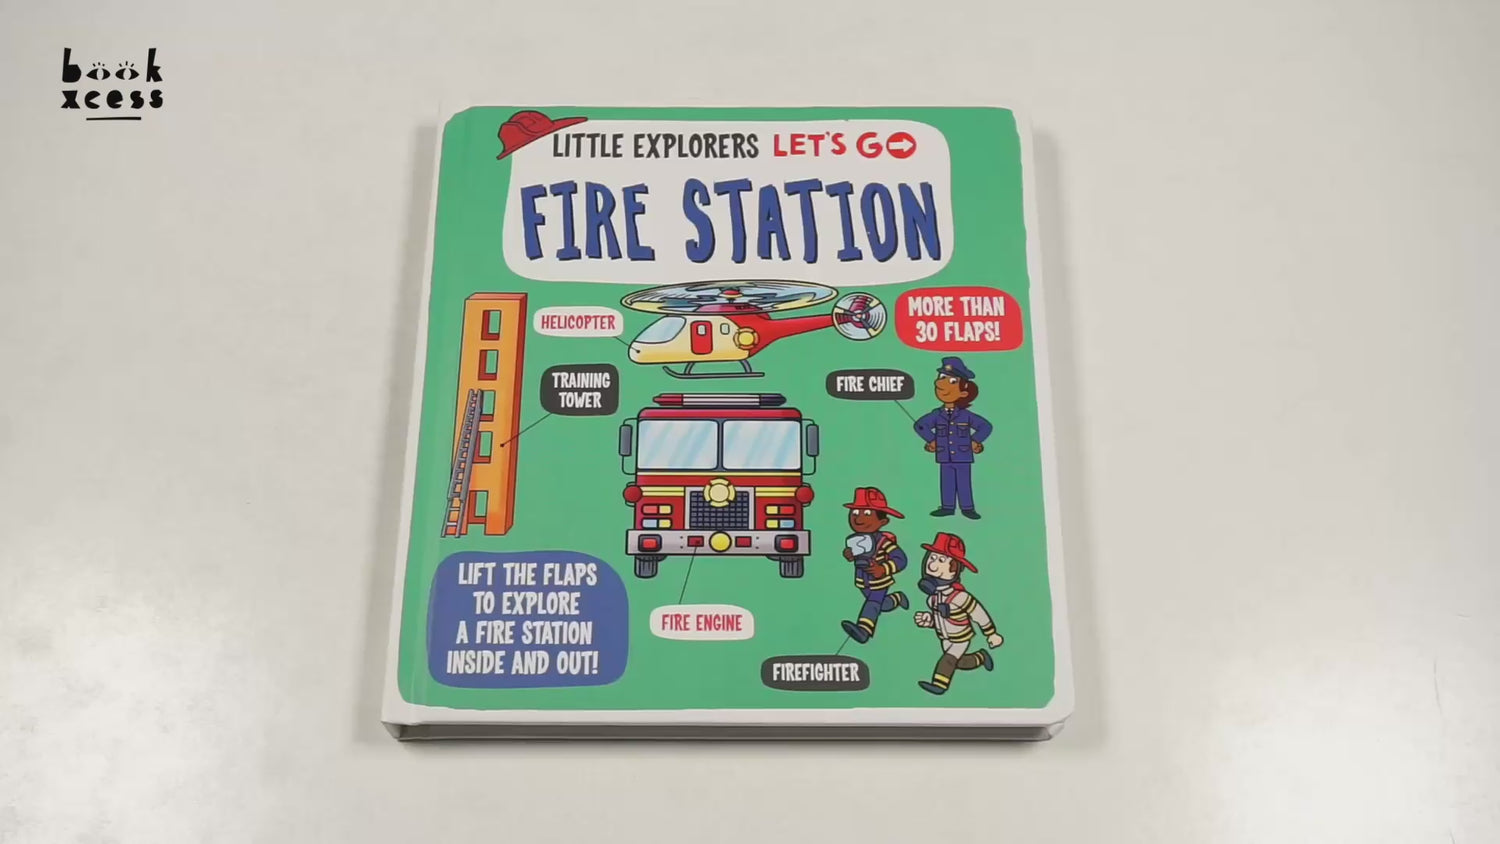 book
xcess
LITTLE EXPLORERS LET'S GO
FIRE STATION
HELICOPTER
MORE THAN
30 FLAPS!
TRAINING
TOWER
FIRE CHIEF
LIFT THE FLAPS
TO EXPLORE
A FIRE STATION
INSIDE AND OUT!
FIRE ENGINE
FIREFIGHTER